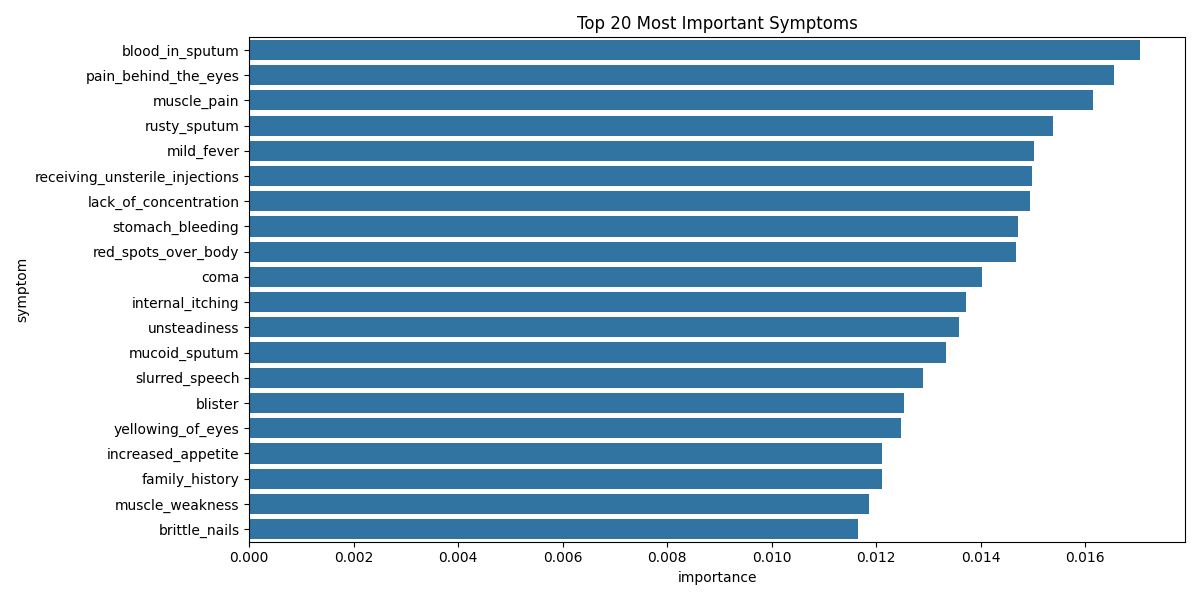 Top 20 Most Important Symptoms
blood_in_sputum
pain_behind_the_eyes
muscle_pain
rusty_sputum
mild_fever
receiving_unsterile_injections
lack_of_concentration
stomach_bleeding
red_spots_over_body
coma
internal_itching
unsteadiness
mucoid_sputum
slurred_speech
blister
yellowing_of_eyes
increased_appetite
family_history
muscle_weakness
brittle_nails
symptom
0.000 0.002 0.004 0.006 0.008 0.010 0.012 0.014 0.016
importance